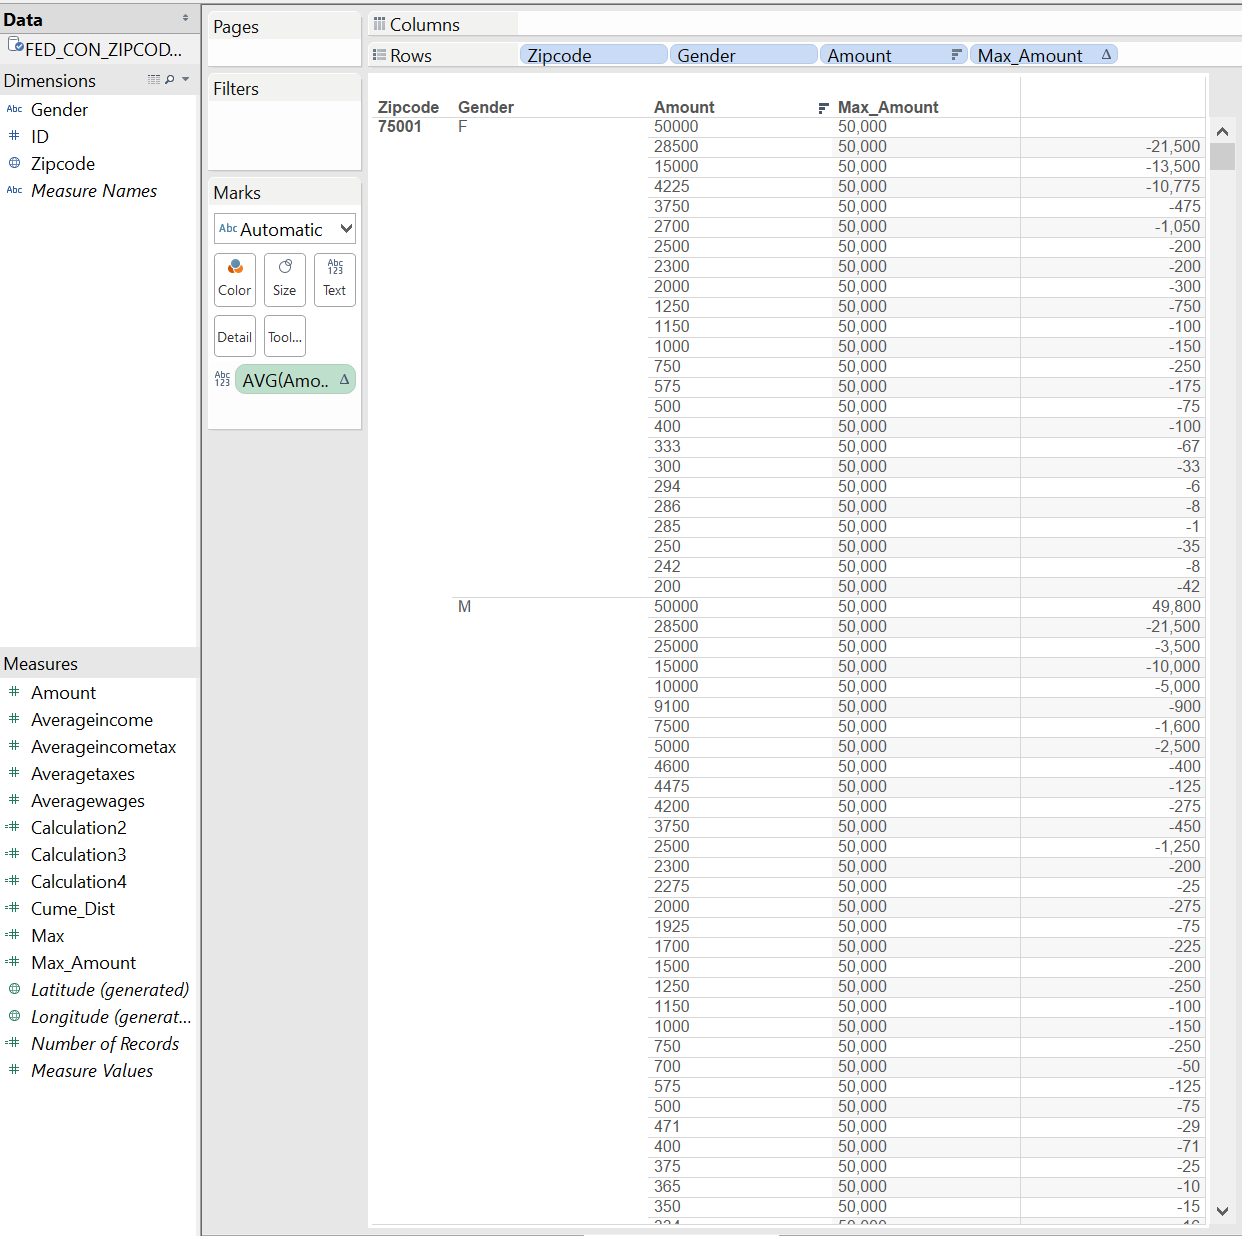 Data
FED_CON_ZIPCOD...
Dimensions
Abc Gender
# ID
Zipcode
Abc Measure Names
Measures
# Amount
# Averageincome
# Averageincometax
# Averagetaxes
# Averagewages
=# Calculation2
=# Calculation3
=# Calculation4
=# Cume_Dist
=# Max
=# Max_Amount
Latitude (generated)
Longitude (generat...
=# Number of Records
# Measure Values
Pages
Filters
Marks
Abc Automatic
Color Size Abc 123 Text
Detail Tool...
Abc 123 AVG(Amo.. Δ
Columns
Rows Zipcode Gender Amount Max_Amount Δ
Zipcode Gender Amount Max_Amount
75001 F 50000 50,000
28500 50,000 -21,500
15000 50,000 -13,500
4225 50,000 -10,775
3750 50,000 -475
2700 50,000 -1,050
2500 50,000 -200
2300 50,000 -200
2000 50,000 -300
1250 50,000 -750
1150 50,000 -100
1000 50,000 -150
750 50,000 -250
575 50,000 -175
500 50,000 -75
400 50,000 -100
333 50,000 -67
300 50,000 -33
294 50,000 -6
286 50,000 -8
285 50,000 -1
250 50,000 -35
242 50,000 -8
200 50,000 -42
M 50000 50,000 49,800
28500 50,000 -21,500
25000 50,000 -3,500
15000 50,000 -10,000
10000 50,000 -5,000
9100 50,000 -900
7500 50,000 -1,600
5000 50,000 -2,500
4600 50,000 -400
4475 50,000 -125
4200 50,000 -275
3750 50,000 -450
2500 50,000 -1,250
2300 50,000 -200
2275 50,000 -25
2000 50,000 -275
1925 50,000 -75
1700 50,000 -225
1500 50,000 -200
1250 50,000 -250
1150 50,000 -100
1000 50,000 -150
750 50,000 -250
700 50,000 -50
575 50,000 -125
500 50,000 -75
471 50,000 -29
400 50,000 -71
375 50,000 -25
365 50,000 -10
350 50,000 -15